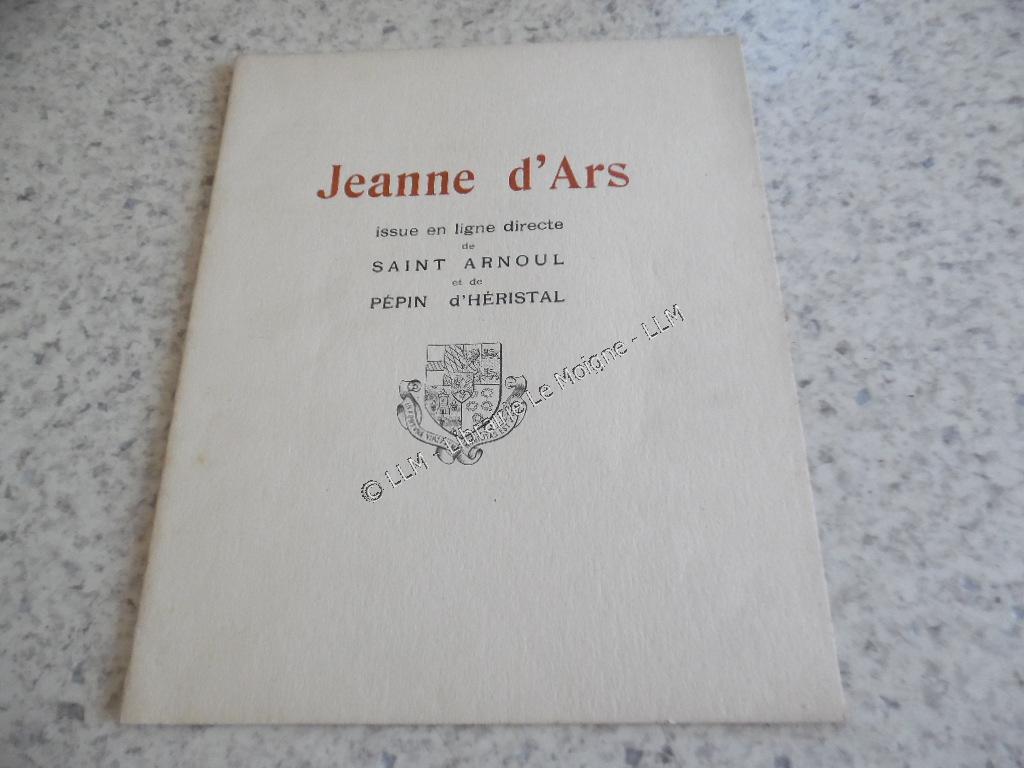 Jeanne d'Ars
issue en ligne directe
de
SAINT ARNOUL
et de
PÉPIN d'HÉRISTAL
© LLM - Librairie Le Moigne - LLM